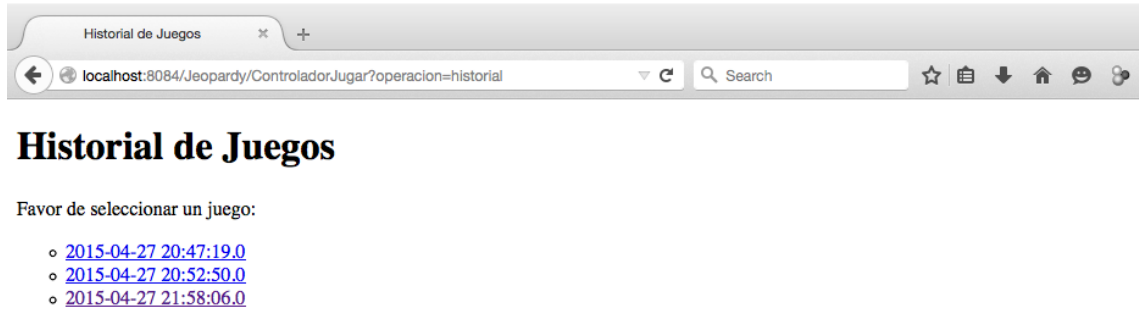 Historial de Juegos
localhost:8084/Jeopardy/ControladorJugar?operacion=historial
Search
Historial de Juegos
Favor de seleccionar un juego:
2015-04-27 20:47:19.0
2015-04-27 20:52:50.0
2015-04-27 21:58:06.0